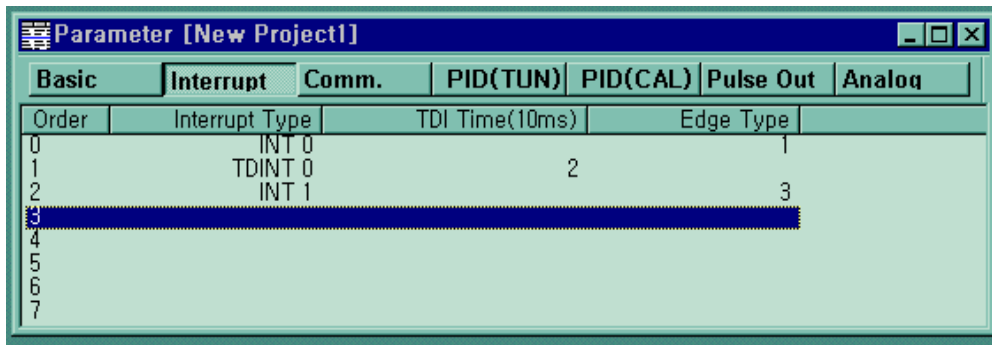 Parameter [New Project1]
Basic Interrupt Comm. PID(TUN) PID(CAL) Pulse Out Analog
Order Interrupt Type TDI Time(10ms) Edge Type
0 INT 0 1
1 TDINT 0 2
2 INT 1 3
3
4
5
6
7